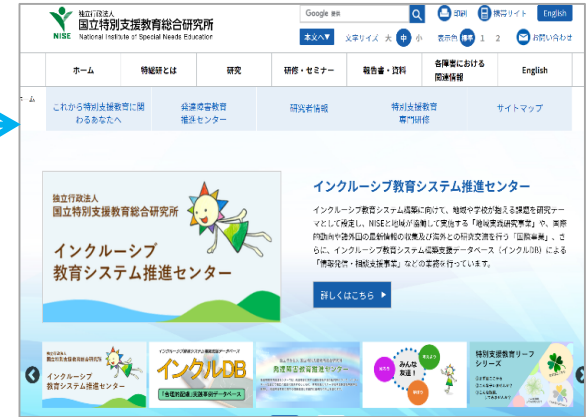 独立行政法人
国立特別支援教育総合研究所
NISE National Institute of Special Needs Education
Google
印刷 携帯サイト English
本文へ▼ 文字サイズ 大 中 小 表示色 標準 1 2 お問い合わせ
ホーム 特総研とは 研究 研修・セミナー 報告書・資料 各障害における関連情報 English
これから特別支援教育に関わるあなたへ 発達障害教育推進センター 研究者情報 特別支援教育専門研修 サイトマップ
独立行政法人
国立特別支援教育総合研究所
インクルーシブ
教育システム推進センター
インクルーシブ教育システム推進センター
インクルーシブ教育システム構築に向けて、地域や学校が抱える課題を研究テー
マとして設定し、NISEと地域が協働して実施する「地域実践研究事業」や、国際
的動向や諸外国の最新情報の収集及び海外との研究交流を行う「国際事業」、さ
らに、インクルーシブ教育システム構築支援データベース(インクルDB)による
「情報発信・相談支援事業」などの業務を行っています。
詳しくはこちら ▶
インクルーシブ
教育システム推進センター
インクルDB
「合理的配慮」実践事例データベース
発達障害教育推進センター
みんな
友達!
特別支援教育リーフ
シリーズ